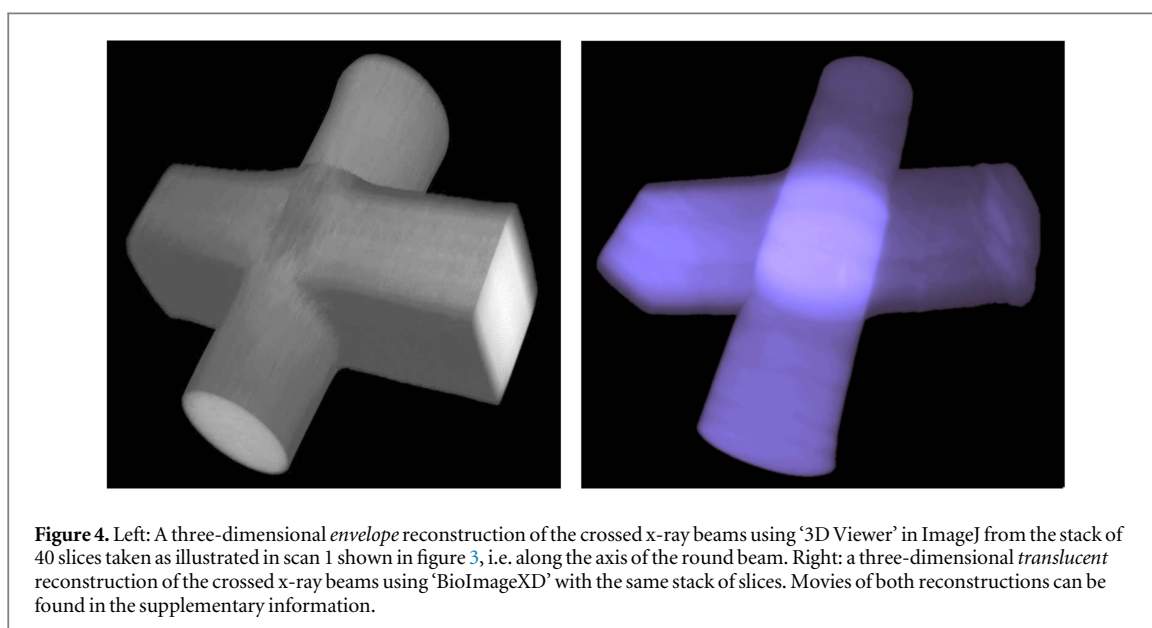 Figure 4. Left: A three-dimensional envelope reconstruction of the crossed x-ray beams using ‘3D Viewer’ in ImageJ from the stack of
40 slices taken as illustrated in scan 1 shown in figure 3, i.e. along the axis of the round beam. Right: a three-dimensional translucent
reconstruction of the crossed x-ray beams using ‘BioImageXD’ with the same stack of slices. Movies of both reconstructions can be
found in the supplementary information.